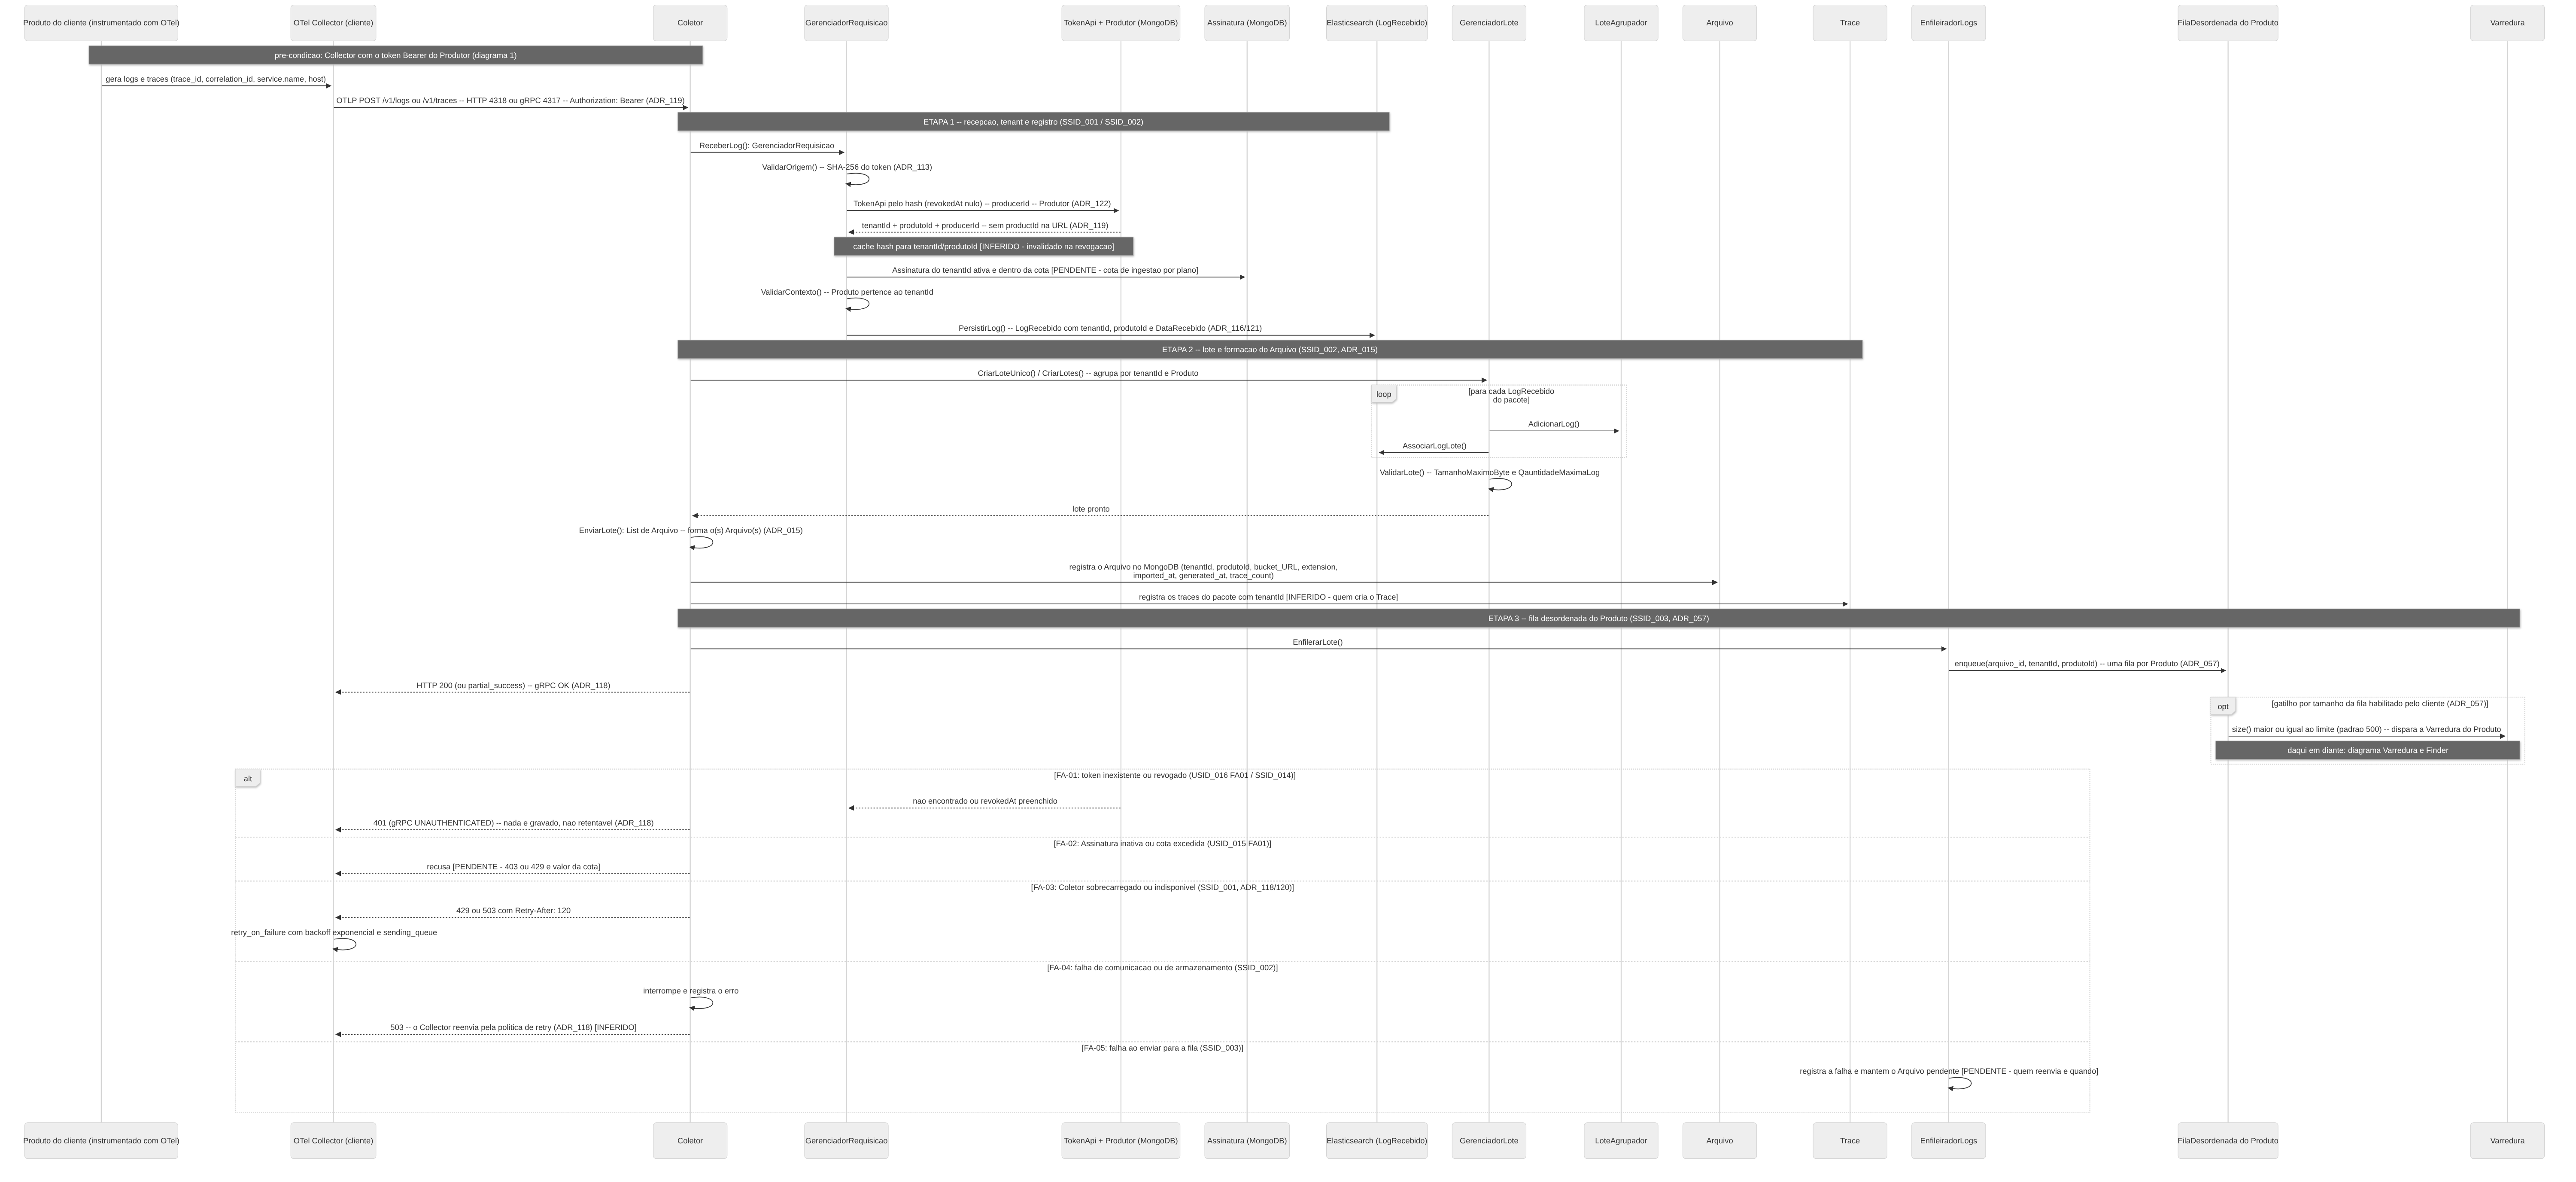 Produto do cliente (instrumentado com OTel)
OTel Collector (cliente)
Coletor
GerenciadorRequisicao
TokenApi + Produtor (MongoDB)
Assinatura (MongoDB)
Elasticsearch (LogRecebido)
GerenciadorLote
LoteAgrupador
Arquivo
Trace
EnfileiradorLogs
FilaDesordenada do Produto
Varredura
pre-condicao: Collector com o token Bearer do Produtor (diagrama 1)
gera logs e traces (trace_id, correlation_id, service.name, host)
OTLP POST /v1/logs ou /v1/traces -- HTTP 4318 ou gRPC 4317 -- Authorization: Bearer (ADR_119)
ETAPA 1 -- recepcao, tenant e registro (SSID_001 / SSID_002)
ReceberLog(): GerenciadorRequisicao
ValidarOrigem() -- SHA-256 do token (ADR_113)
TokenApi pelo hash (revokedAt nulo) -- producerId -- Produtor (ADR_122)
tenantId + produtoId + producerId -- sem productId na URL (ADR_119)
cache hash para tenantId/produtoId [INFERIDO - invalidado na revogacao]
Assinatura do tenantId ativa e dentro da cota [PENDENTE - cota de ingestao por plano]
ValidarContexto() -- Produto pertence ao tenantId
PersistirLog() -- LogRecebido com tenantId, produtoId e DataRecebido (ADR_116/121)
ETAPA 2 -- lote e formacao do Arquivo (SSID_002, ADR_015)
CriarLoteUnico() / CriarLotes() -- agrupa por tenantId e Produto
loop
[para cada LogRecebido
do pacote]
AdicionarLog()
AssociarLogLote()
ValidarLote() -- TamanhoMaximoByte e QauntidadeMaximaLog
lote pronto
EnviarLote(): List de Arquivo -- forma o(s) Arquivo(s) (ADR_015)
registra o Arquivo no MongoDB (tenantId, produtoId, bucket_URL, extension,
imported_at, generated_at, trace_count)
registra os traces do pacote com tenantId [INFERIDO - quem cria o Trace]
ETAPA 3 -- fila desordenada do Produto (SSID_003, ADR_057)
EnfilerarLote()
enqueue(arquivo_id, tenantId, produtoId) -- uma fila por Produto (ADR_057)
HTTP 200 (ou partial_success) -- gRPC OK (ADR_118)
opt
[gatilho por tamanho da fila habilitado pelo cliente (ADR_057)]
size() maior ou igual ao limite (padrao 500) -- dispara a Varredura do Produto
daqui em diante: diagrama Varredura e Finder
alt
[FA-01: token inexistente ou revogado (USID_016 FA01 / SSID_014)]
nao encontrado ou revokedAt preenchido
401 (gRPC UNAUTHENTICATED) -- nada e gravado, nao retentavel (ADR_118)
[FA-02: Assinatura inativa ou cota excedida (USID_015 FA01)]
recusa [PENDENTE - 403 ou 429 e valor da cota]
[FA-03: Coletor sobrecarregado ou indisponivel (SSID_001, ADR_118/120)]
429 ou 503 com Retry-After: 120
retry_on_failure com backoff exponencial e sending_queue
[FA-04: falha de comunicacao ou de armazenamento (SSID_002)]
interrompe e registra o erro
503 -- o Collector reenvia pela politica de retry (ADR_118) [INFERIDO]
[FA-05: falha ao enviar para a fila (SSID_003)]
registra a falha e mantem o Arquivo pendente [PENDENTE - quem reenvia e quando]
Produto do cliente (instrumentado com OTel)
OTel Collector (cliente)
Coletor
GerenciadorRequisicao
TokenApi + Produtor (MongoDB)
Assinatura (MongoDB)
Elasticsearch (LogRecebido)
GerenciadorLote
LoteAgrupador
Arquivo
Trace
EnfileiradorLogs
FilaDesordenada do Produto
Varredura